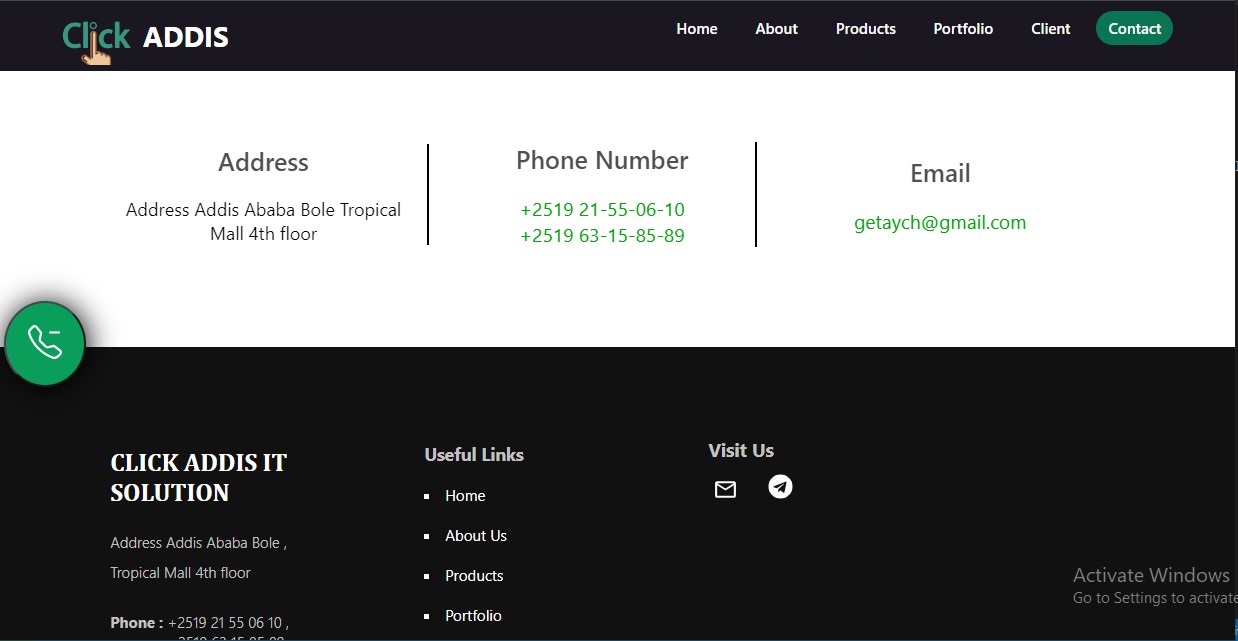 Click ADDIS
Home About Products Portfolio Client Contact
Address
Address Addis Ababa Bole Tropical
Mall 4th floor
Phone Number
+2519 21-55-06-10
+2519 63-15-85-89
Email
getaych@gmail.com
CLICK ADDIS IT
SOLUTION
Address Addis Ababa Bole ,
Tropical Mall 4th floor
Phone : +2519 21 55 06 10 ,
Useful Links
Home
About Us
Products
Portfolio
Visit Us
Activate Windows
Go to Settings to activate